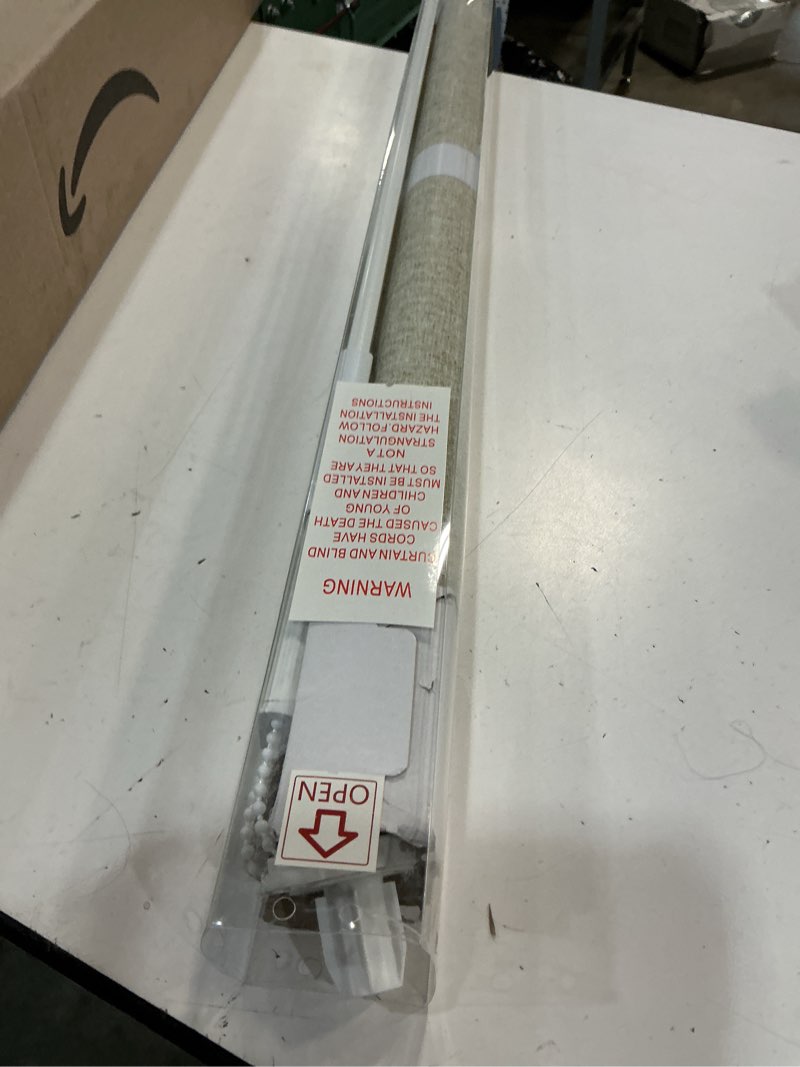 WARNING
CURTAIN AND BLIND
CORDS HAVE
CAUSED THE DEATH
OF YOUNG
CHILDREN AND
MUST BE INSTALLED
SO THAT THEY ARE
NOT A
STRANGULATION
HAZARD. FOLLOW
THE INSTALLATION
INSTRUCTIONS
OPEN